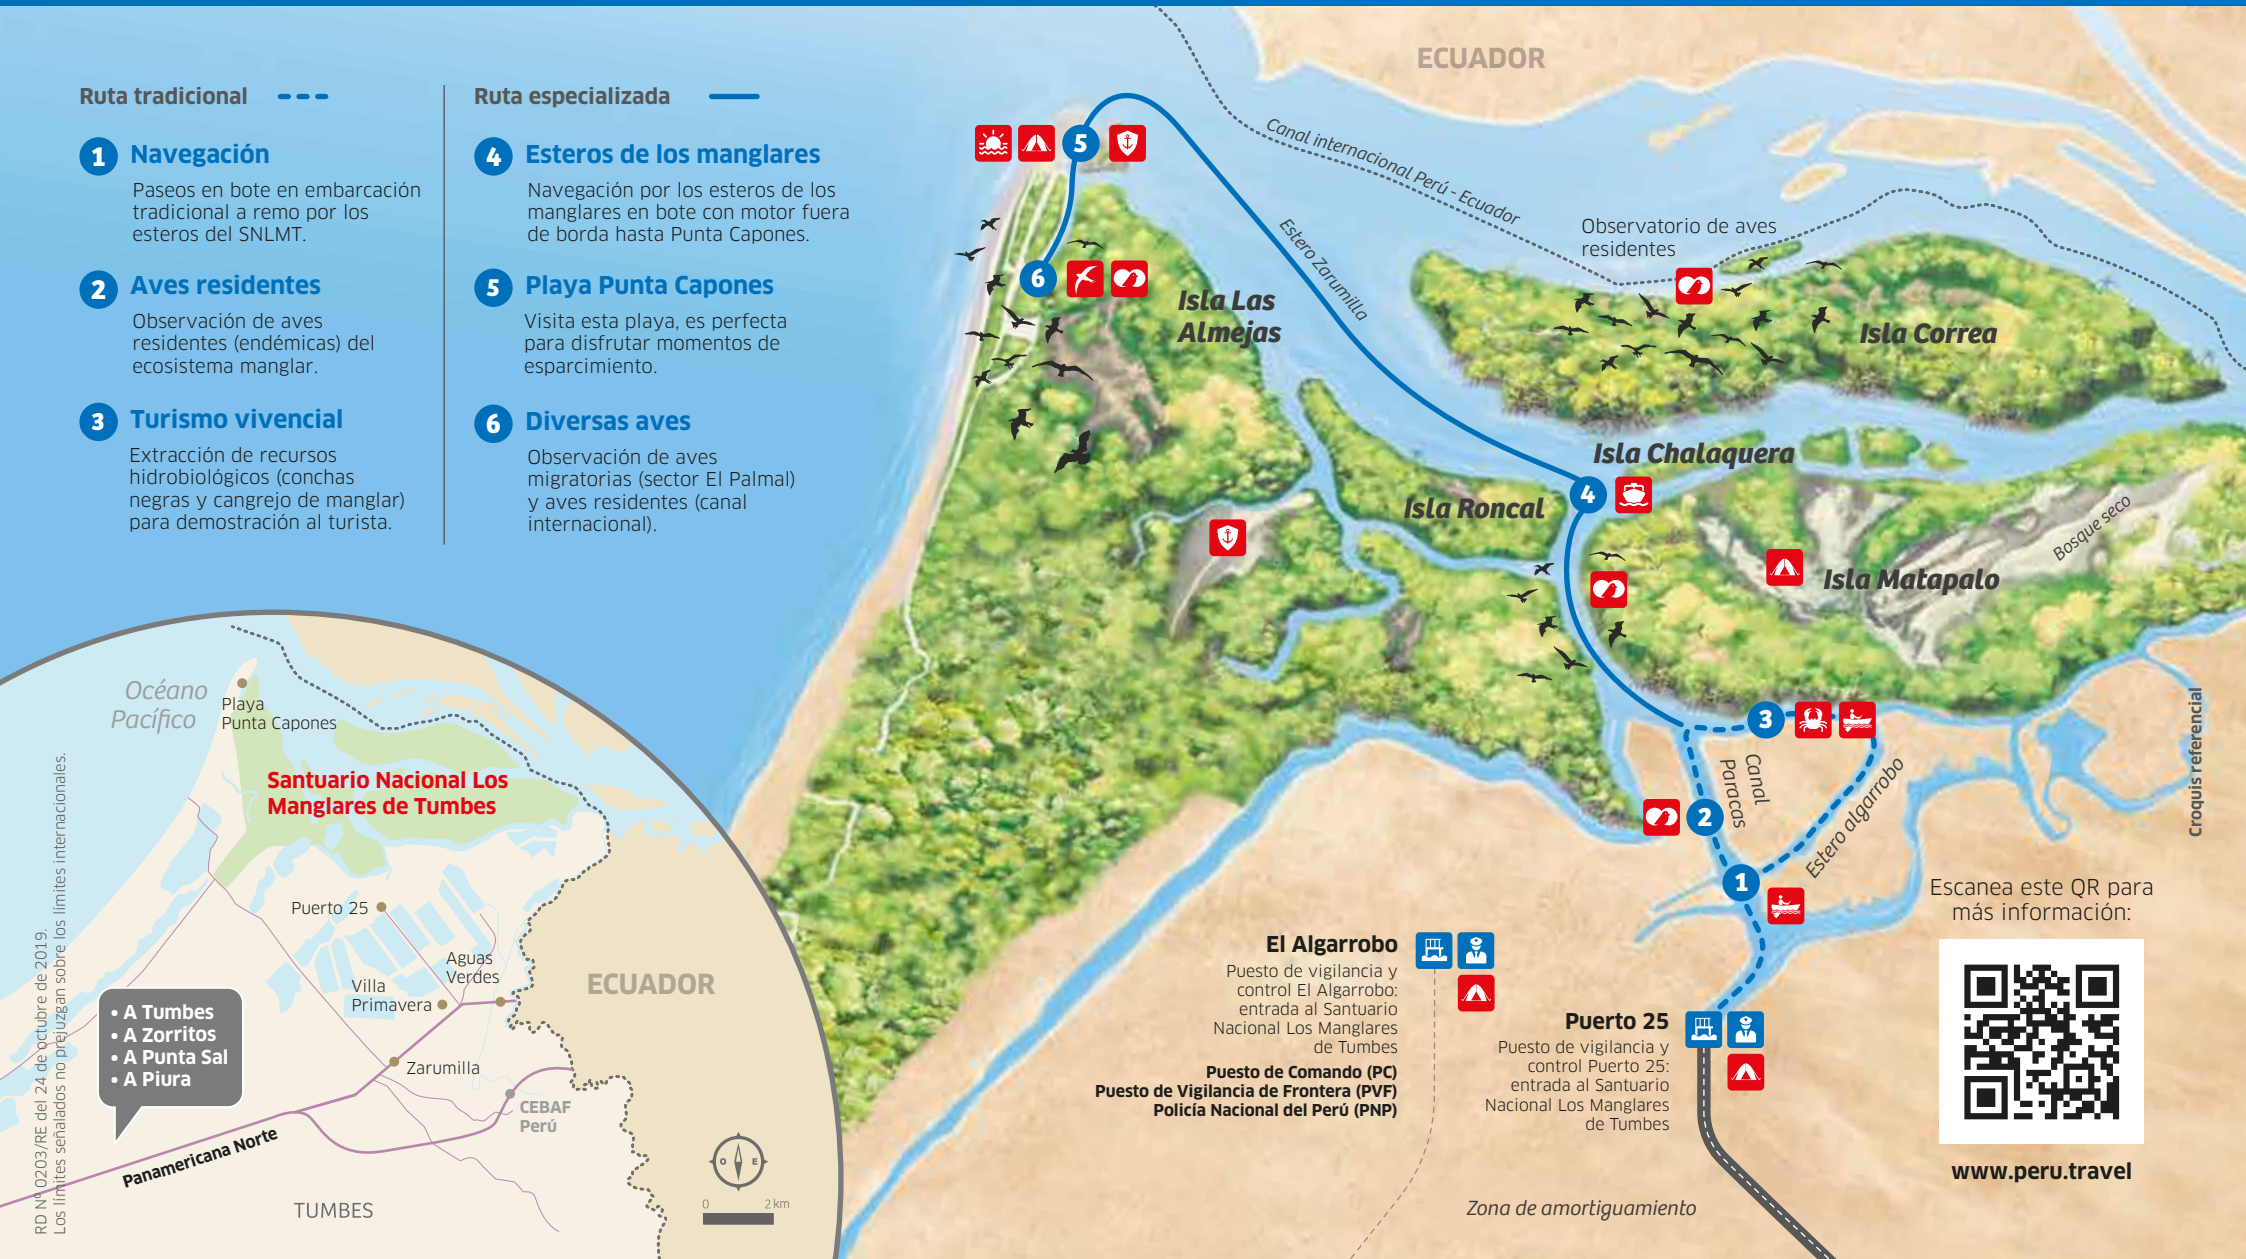 ECUADOR
Ruta tradicional
1 Navegación
Paseos en bote en embarcación
tradicional a remo por los
esteros del SNLMT.
2 Aves residentes
Observación de aves
residentes (endémicas) del
ecosistema manglar.
3 Turismo vivencial
Extracción de recursos
hidrobiológicos (conchas
negras y cangrejo de manglar)
para demostración al turista.
Ruta especializada
4 Esteros de los manglares
Navegación por los esteros de los
manglares en bote con motor fuera
de borda hasta Punta Capones.
5 Playa Punta Capones
Visita esta playa, es perfecta
para disfrutar momentos de
esparcimiento.
6 Diversas aves
Observación de aves
migratorias (sector El Palmal)
y aves residentes (canal
internacional).
5
6
Canal internacional Perú - Ecuador
Estero Zarumilla
Observatorio de aves
residentes
Isla Las
Almejas
Isla Correa
Isla Chalaquera
4
Isla Roncal
Bosque seco
Isla Matapalo
3
Canal
Paracas
2
Estero algarrobo
1
Croquis referencial
El Algarrobo
Puesto de vigilancia y
control El Algarrobo:
entrada al Santuario
Nacional Los Manglares
de Tumbes
Puesto de Comando (PC)
Puesto de Vigilancia de Frontera (PVF)
Policía Nacional del Perú (PNP)
Puerto 25
Puesto de vigilancia y
control Puerto 25:
entrada al Santuario
Nacional Los Manglares
de Tumbes
Zona de amortiguamiento
Escanea este QR para
más información:
www.peru.travel
Océano
Pacífico
Playa
Punta Capones
Santuario Nacional Los
Manglares de Tumbes
Puerto 25
Aguas
Verdes
Villa
Primavera
ECUADOR
• A Tumbes
• A Zorritos
• A Punta Sal
• A Piura
Zarumilla
CEBAF
Perú
Panamericana Norte
TUMBES
O E
0 2 km
RD Nº 0203/RE del 24 de octubre de 2019.
Los límites señalados no prejuzgan sobre los límites internacionales.